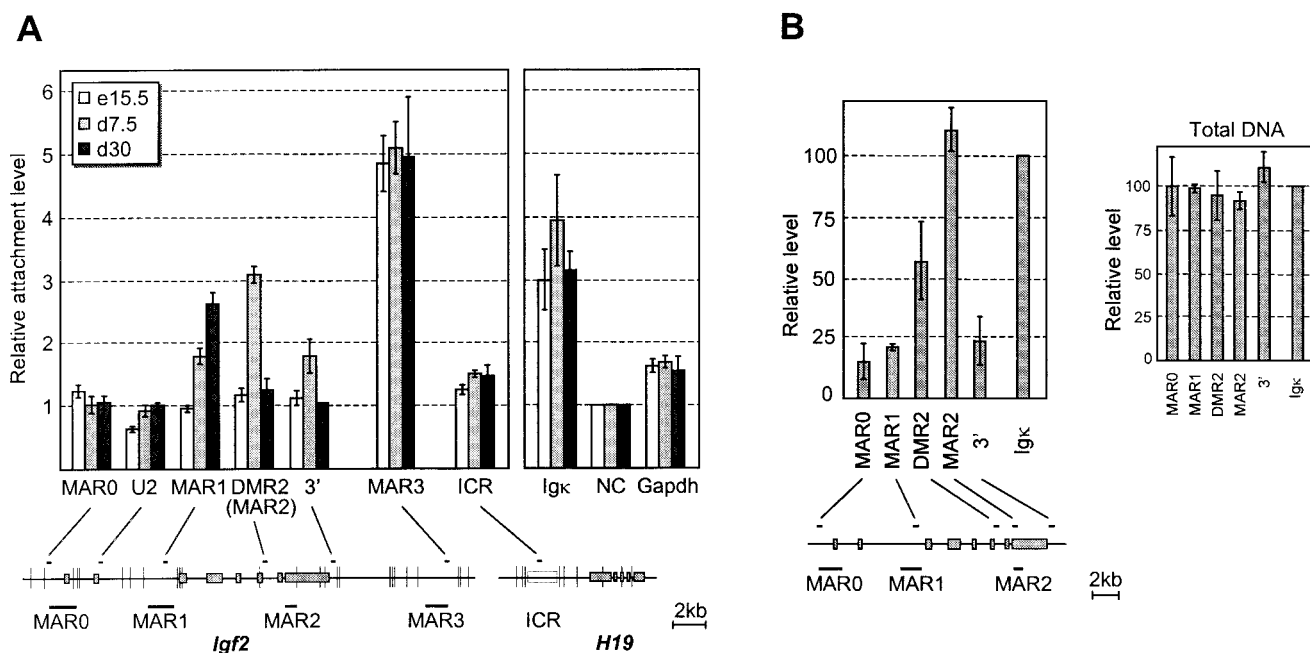 A
Relative attachment level
6
5
4
3
2
1
e15.5
d7.5
d30
MAR0 U2 MAR1 DMR2 3' MAR3 ICR Igκ NC Gapdh
(MAR2)
MAR0 MAR1 MAR2 MAR3 ICR 2kb
Igf2 H19
B
Relative level
100
75
50
25
0
MAR0 MAR1 DMR2 MAR2 3' Igκ
MAR0 MAR1 MAR2 2kb
Total DNA
Relative level
100
75
50
25
0
MAR0 MAR1 DMR2 MAR2 3' Igκ